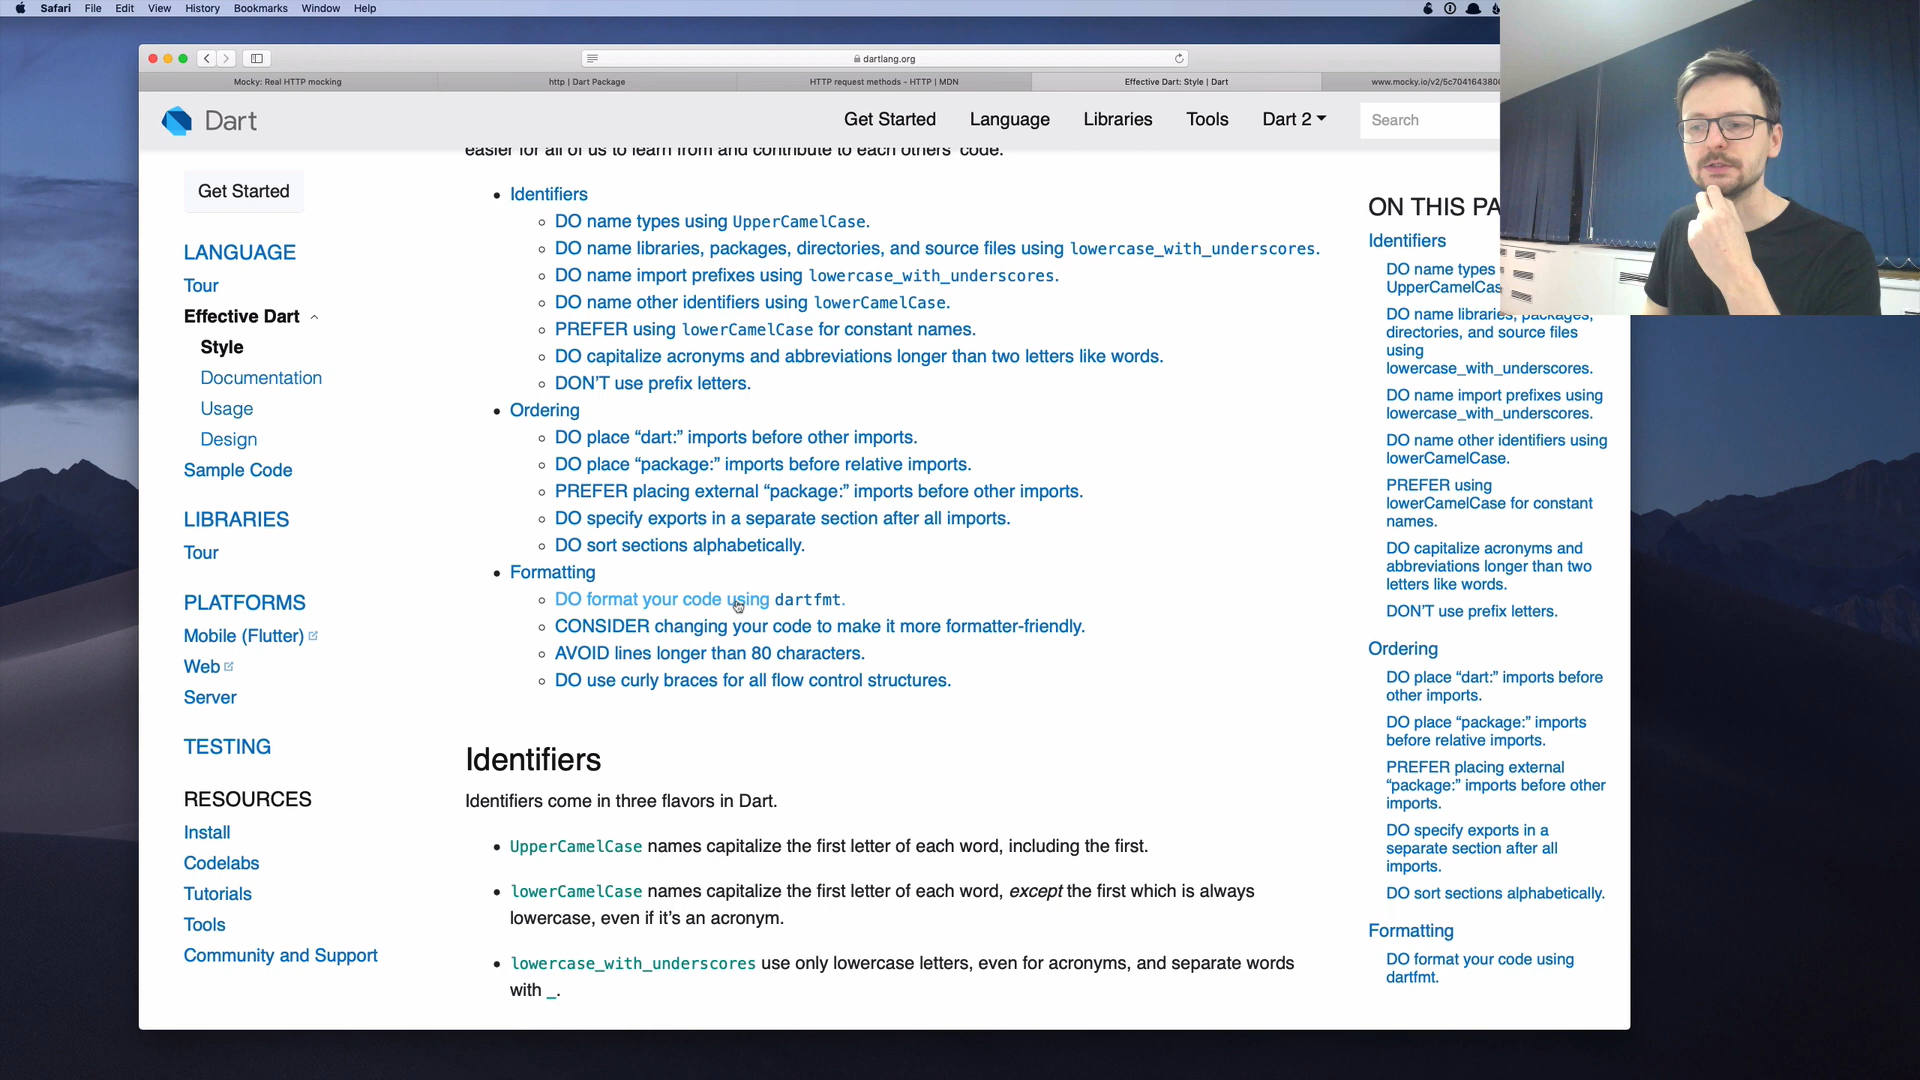 Safari File Edit View History Bookmarks Window Help
dartlang.org
Mocky: Real HTTP mocking
http | Dart Package
HTTP request methods - HTTP | MDN
Effective Dart: Style | Dart
www.mocky.io/v2/5c7041643800
Dart
Get Started
Language
Libraries
Tools
Dart 2
Search
easier for all of us to learn from and contribute to each others' code.
Get Started
LANGUAGE
Tour
Effective Dart
Style
Documentation
Usage
Design
Sample Code
LIBRARIES
Tour
PLATFORMS
Mobile (Flutter)
Web
Server
TESTING
RESOURCES
Install
Codelabs
Tutorials
Tools
Community and Support
Identifiers
DO name types using UpperCamelCase.
DO name libraries, packages, directories, and source files using lowercase_with_underscores.
DO name import prefixes using lowercase_with_underscores.
DO name other identifiers using lowerCamelCase.
PREFER using lowerCamelCase for constant names.
DO capitalize acronyms and abbreviations longer than two letters like words.
DON'T use prefix letters.
Ordering
DO place “dart:” imports before other imports.
DO place “package:” imports before relative imports.
PREFER placing external “package:” imports before other imports.
DO specify exports in a separate section after all imports.
DO sort sections alphabetically.
Formatting
DO format your code using dartfmt.
CONSIDER changing your code to make it more formatter-friendly.
AVOID lines longer than 80 characters.
DO use curly braces for all flow control structures.
Identifiers
Identifiers come in three flavors in Dart.
UpperCamelCase names capitalize the first letter of each word, including the first.
lowerCamelCase names capitalize the first letter of each word, except the first which is always
lowercase, even if it's an acronym.
lowercase_with_underscores use only lowercase letters, even for acronyms, and separate words
with _.
ON THIS PA
Identifiers
DO name types
UpperCamelCas
DO name libraries, packages,
directories, and source files
using
lowercase_with_underscores.
DO name import prefixes using
lowercase_with_underscores.
DO name other identifiers using
lowerCamelCase.
PREFER using
lowerCamelCase for constant
names.
DO capitalize acronyms and
abbreviations longer than two
letters like words.
DON'T use prefix letters.
Ordering
DO place “dart:” imports before
other imports.
DO place “package:” imports
before relative imports.
PREFER placing external
“package:” imports before other
imports.
DO specify exports in a
separate section after all
imports.
DO sort sections alphabetically.
Formatting
DO format your code using
dartfmt.